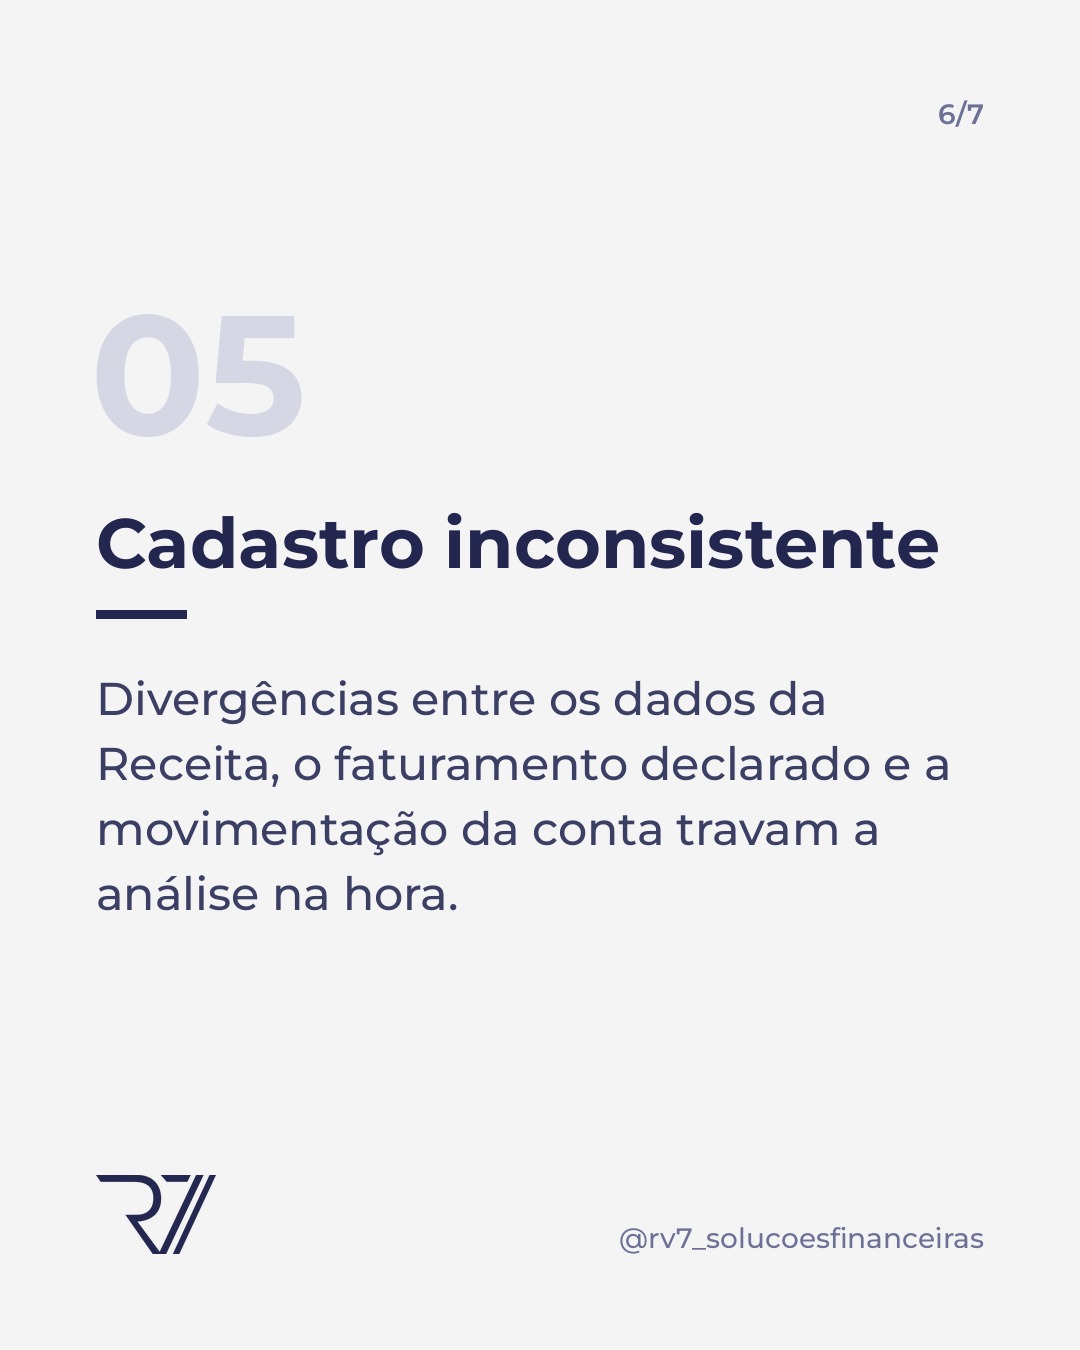 6/7
05
Cadastro inconsistente
Divergências entre os dados da
Receita, o faturamento declarado e a
movimentação da conta travam a
análise na hora.
R7
@rv7_solucoesfinanceiras